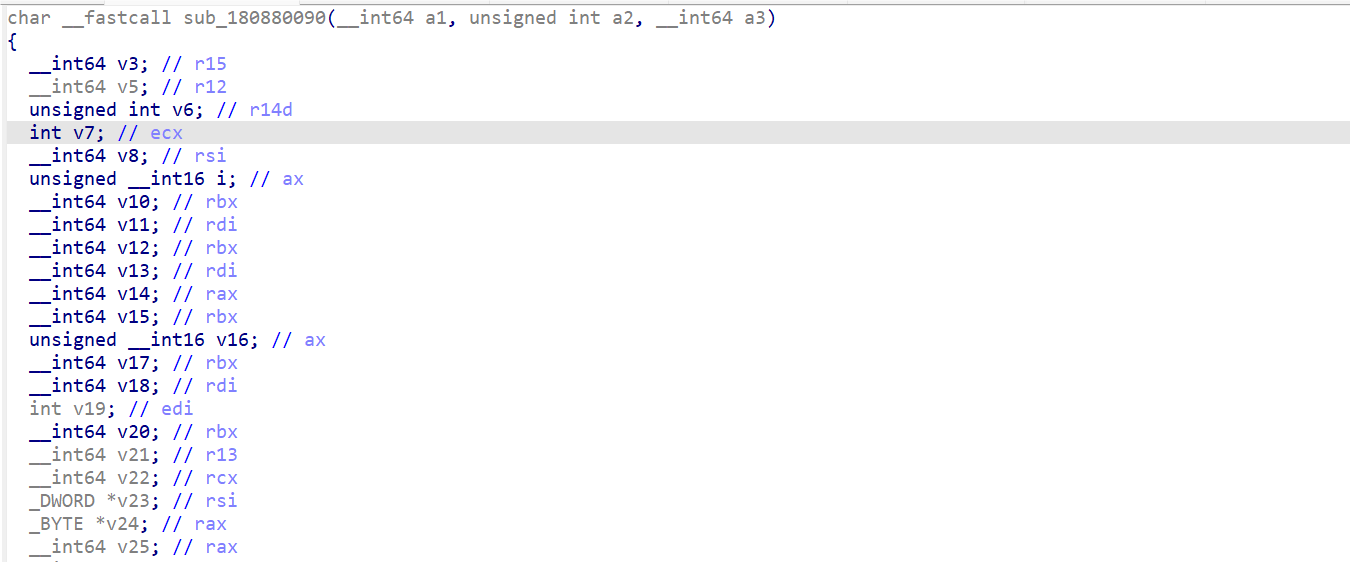 char __fastcall sub_180880090(__int64 a1, unsigned int a2, __int64 a3)
{
__int64 v3; // r15
__int64 v5; // r12
unsigned int v6; // r14d
int v7; // ecx
__int64 v8; // rsi
unsigned __int16 i; // ax
__int64 v10; // rbx
__int64 v11; // rdi
__int64 v12; // rbx
__int64 v13; // rdi
__int64 v14; // rax
__int64 v15; // rbx
unsigned __int16 v16; // ax
__int64 v17; // rbx
__int64 v18; // rdi
int v19; // edi
__int64 v20; // rbx
__int64 v21; // r13
__int64 v22; // rcx
_DWORD *v23; // rsi
_BYTE *v24; // rax
__int64 v25; // rax